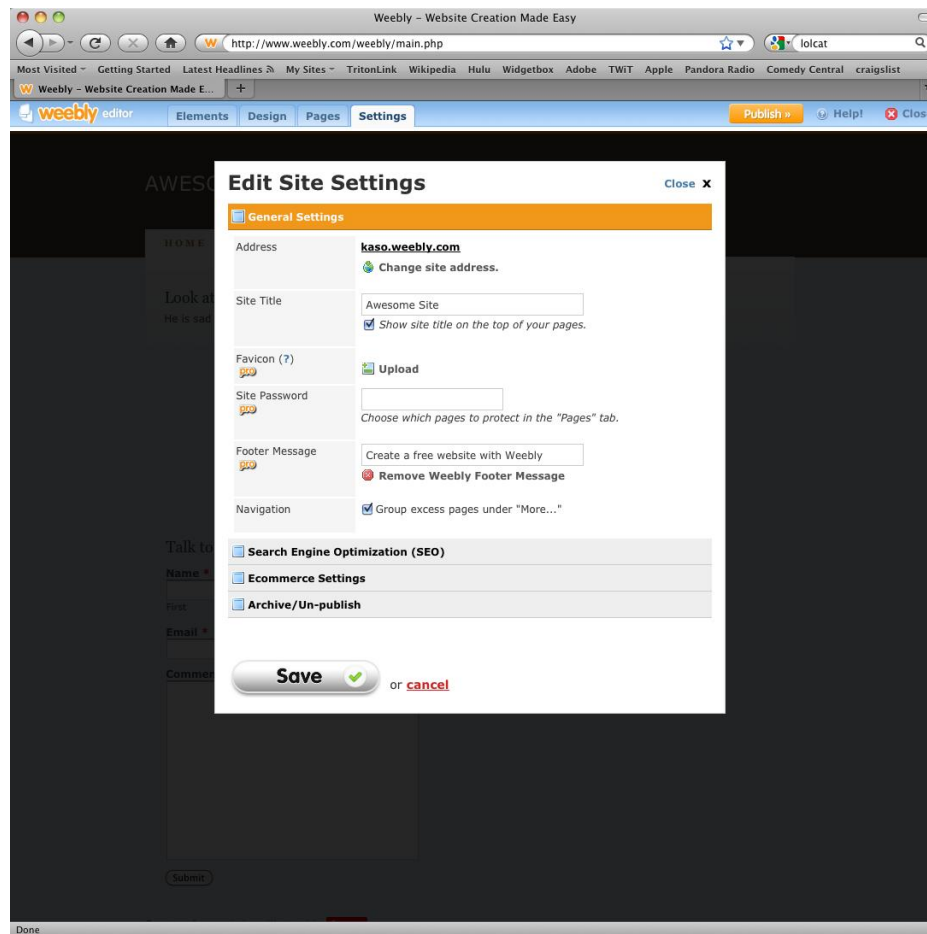 Weebly – Website Creation Made Easy
http://www.weebly.com/weebly/main.php
lolcat
Most Visited Getting Started Latest Headlines My Sites TritonLink Wikipedia Hulu Widgetbox Adobe TWiT Apple Pandora Radio Comedy Central craigslist
Weebly – Website Creation Made E... +
weebly editor Elements Design Pages Settings Publish » Help! Clos
AWESO
Edit Site Settings Close X
General Settings
HOME
Address kaso.weebly.com
Change site address.
Look at
He is sad
Site Title Awesome Site
Show site title on the top of your pages.
Favicon (?)
pro
Upload
Site Password
pro
Choose which pages to protect in the "Pages" tab.
Footer Message
pro
Create a free website with Weebly
Remove Weebly Footer Message
Navigation Group excess pages under "More..."
Talk to
Search Engine Optimization (SEO)
Name *
Ecommerce Settings
First
Archive/Un-publish
Email *
Commen
Save or cancel
Submit
Done